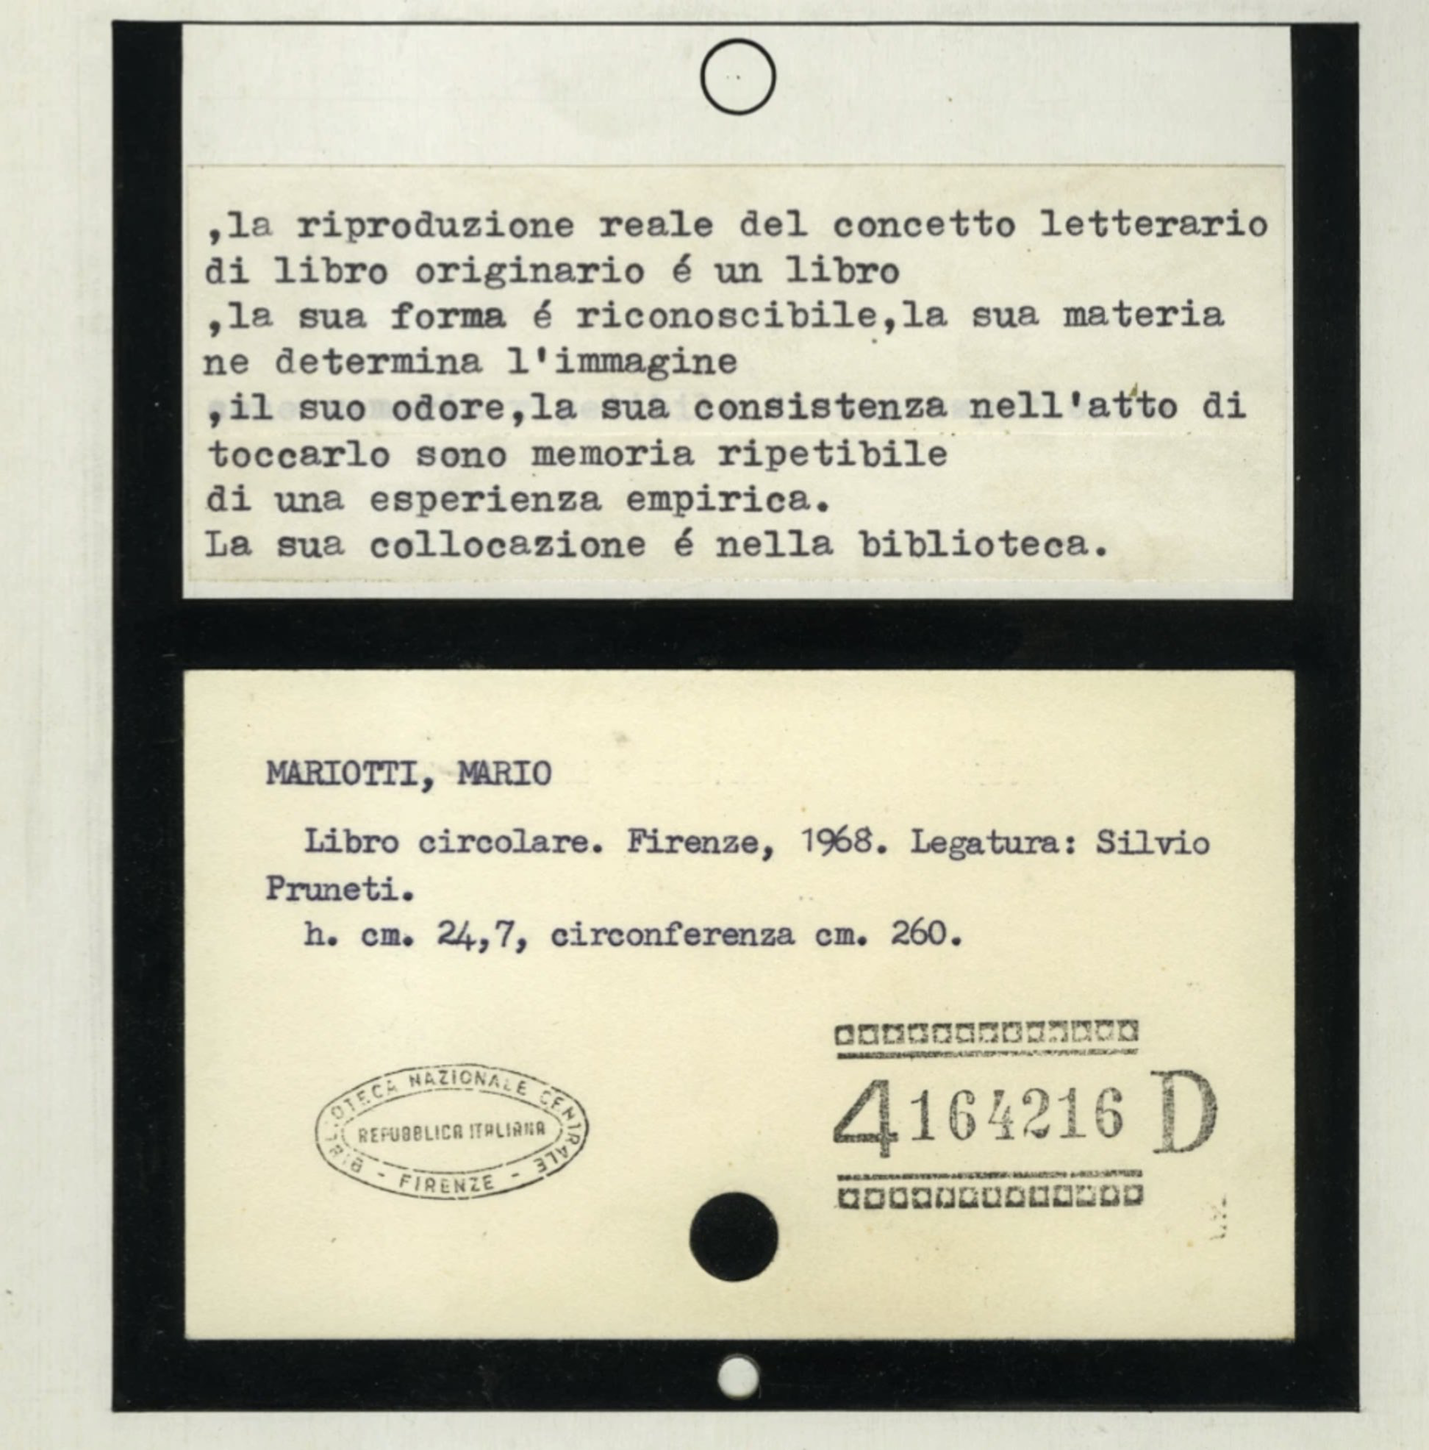 ,la riproduzione reale del concetto letterario
di libro originario é un libro
,la sua forma é riconoscibile,la sua materia
ne determina l'immagine
,il suo odore,la sua consistenza nell'atto di
toccarlo sono memoria ripetibile
di una esperienza empirica.
La sua collocazione é nella biblioteca.
MARIOTTI, MARIO
Libro circolare. Firenze, 1968. Legatura: Silvio
Pruneti.
h. cm. 24,7, circonferenza cm. 260.
BIBLIOTECA NAZIONALE CENTRALE
REPUBBLICA ITALIANA
- FIRENZE -
4164216 D